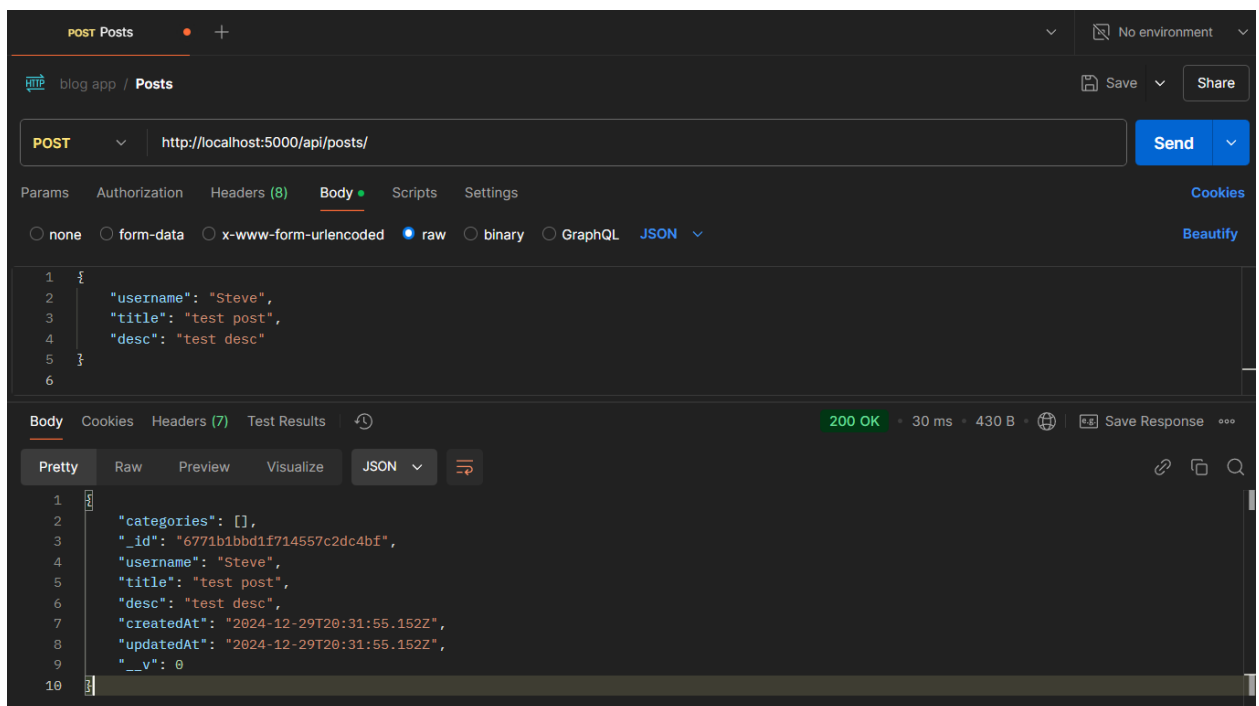 POST Posts No environment
HTTP blog app / Posts Save Share
POST http://localhost:5000/api/posts/ Send
Params Authorization Headers (8) Body Scripts Settings Cookies
none form-data x-www-form-urlencoded raw binary GraphQL JSON Beautify
1 {
2 "username": "Steve",
3 "title": "test post",
4 "desc": "test desc"
5 }
6
Body Cookies Headers (7) Test Results 200 OK • 30 ms • 430 B • e.g. Save Response
Pretty Raw Preview Visualize JSON
1 {
2 "categories": [],
3 "_id": "6771b1bbd1f714557c2dc4bf",
4 "username": "Steve",
5 "title": "test post",
6 "desc": "test desc",
7 "createdAt": "2024-12-29T20:31:55.152Z",
8 "updatedAt": "2024-12-29T20:31:55.152Z",
9 "__v": 0
10 }